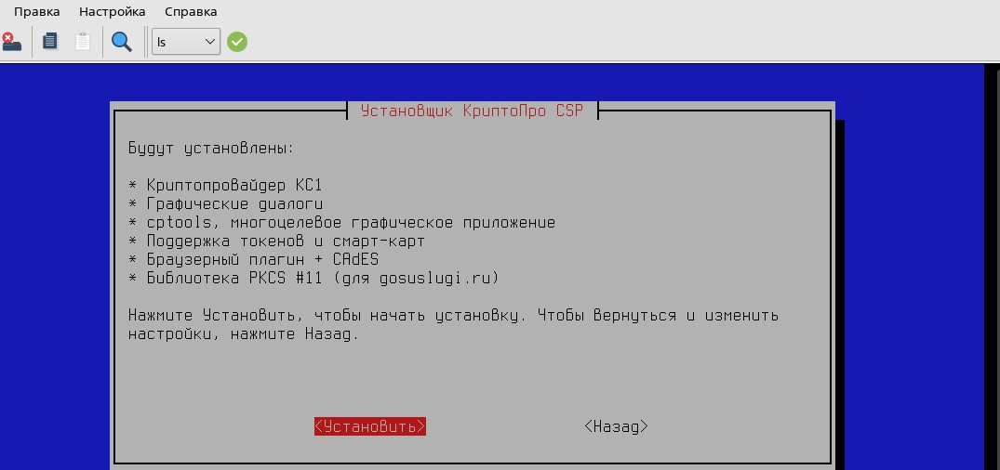 Правка Настройка Справка
ls
Установщик КриптоПро CSP
Будут установлены:
* Криптопровайдер КС1
* Графические диалоги
* cptools, многоцелевое графическое приложение
* Поддержка токенов и смарт-карт
* Браузерный плагин + CAdES
* Библиотека PKCS #11 (для gosuslugi.ru)
Нажмите Установить, чтобы начать установку. Чтобы вернуться и изменить
настройки, нажмите Назад.
<Установить> <Назад>